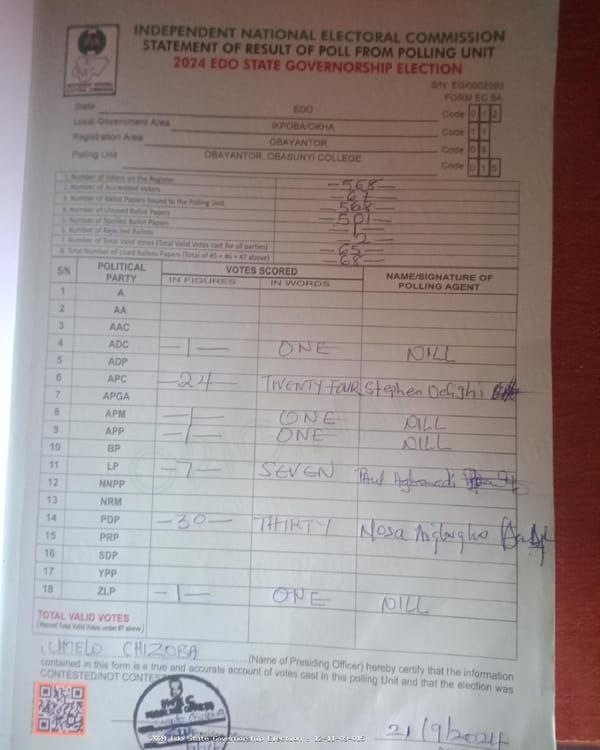 INDEPENDENT NATIONAL ELECTORAL COMMISSION
STATEMENT OF RESULT OF POLL FROM POLLING UNIT
2024 EDO STATE GOVERNORSHIP ELECTION
S/N: EG/0002593
FORM EC 8A
State EDO Code 0 1 2
Local Government Area IKPOBA/OKHA Code 1 1
Registration Area OBAYANTOR Code
Polling Unit OBAYANTOR, OBASUNYI COLLEGE Code 0 1 5
1. Number of Voters on the Register -568-
2. Number of Accredited Voters -67-
3. Number of Ballot Papers Issued to the Polling Unit -568-
4. Number of Unused Ballot Papers -501-
5. Number of Spoiled Ballot Papers -1-
6. Number of Rejected Ballots -2-
7. Number of Total Valid Votes (Total Valid Votes cast for all parties) -65-
8. Total Number of Used Ballots Papers (Total of #5 + #6 + #7 above) -68-
S/N POLITICAL PARTY VOTES SCORED NAME/SIGNATURE OF POLLING AGENT
IN FIGURES IN WORDS
1 A
2 AA
3 AAC
4 ADC -1- ONE NILL
5 ADP
6 APC -24- TWENTY FOUR Stephen Odighi
7 APGA
8 APM -1- ONE NILL
9 APP -1- ONE NILL
10 BP
11 LP -7- SEVEN Paul
12 NNPP
13 NRM
14 PDP -30- THIRTY Nosa
15 PRP
16 SDP
17 YPP
18 ZLP -1- ONE NILL
TOTAL VALID VOTES
(Record Total Valid Votes under #7 above)
CHIZOBA (Name of Presiding Officer) hereby certify that the information
contained in this form is a true and accurate account of votes cast in this polling Unit and that the election was
CONTESTED/NOT CONTES
21/9/2024
2024 Edo State Governorship Election - 12-11-09-015